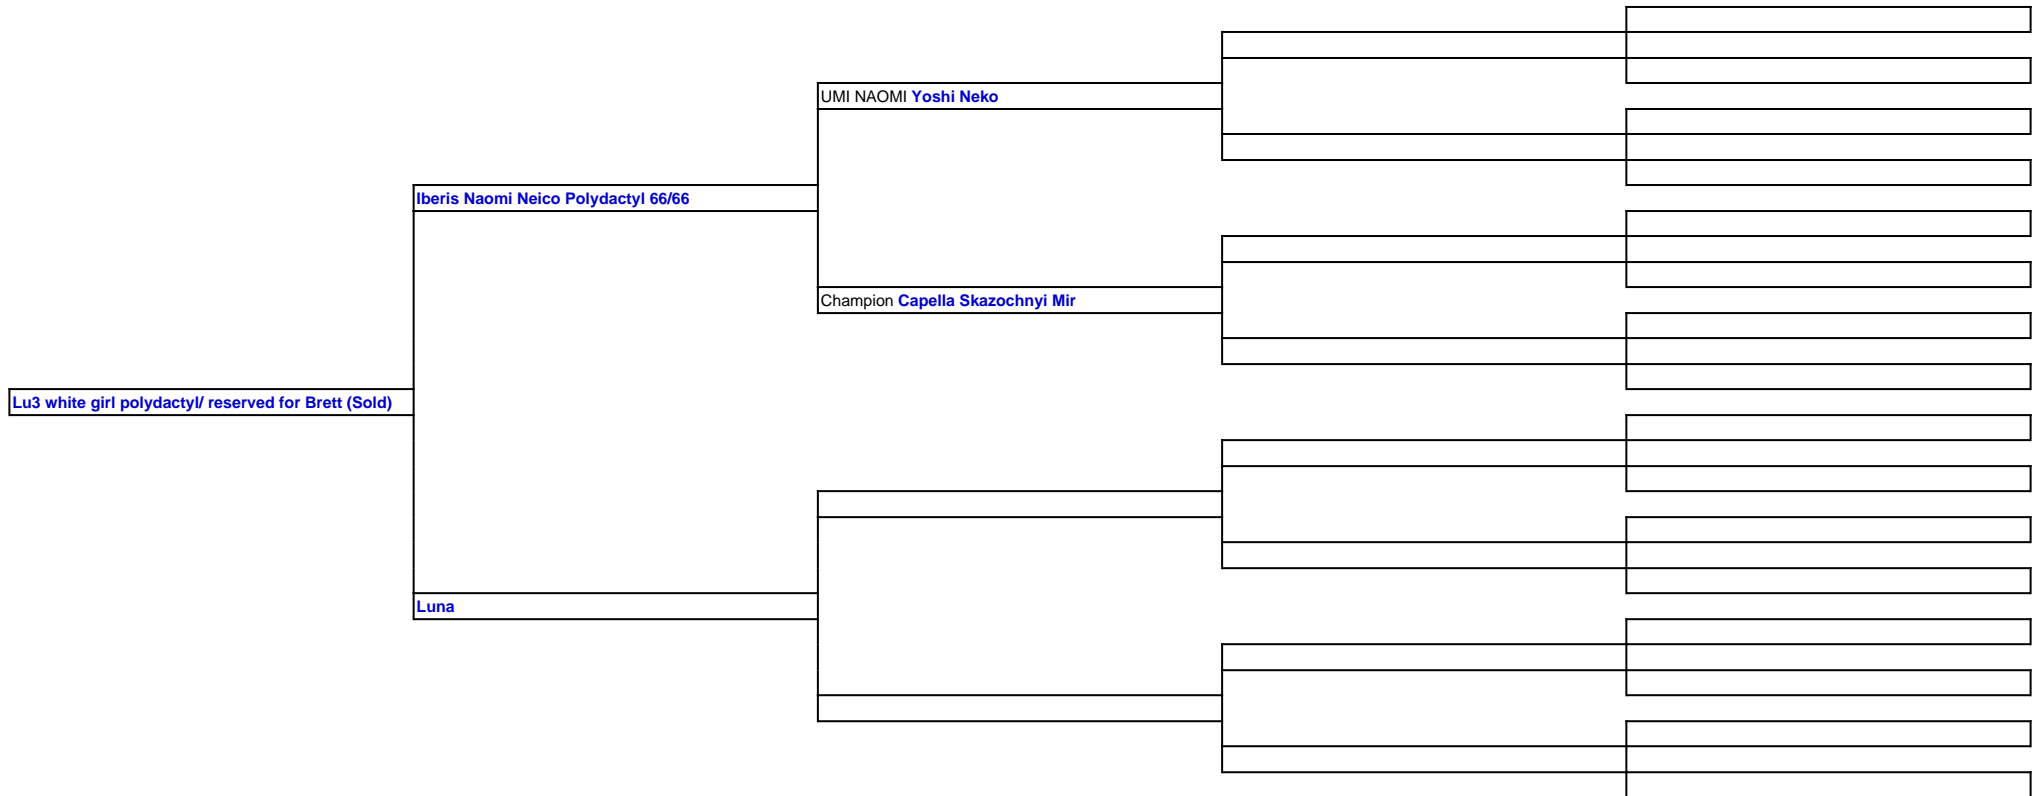 UMI NAOMI Yoshi Neko
Iberis Naomi Neico Polydactyl 66/66
Champion Capella Skazochnyi Mir
Lu3 white girl polydactyl/ reserved for Brett (Sold)
Luna